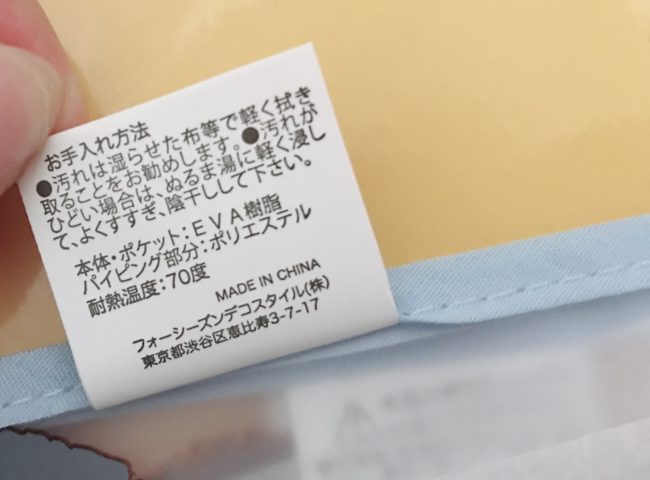 お手入れ方法
●汚れは湿らせた布等で軽く拭き
取ることをお勧めします。●汚れが
ひどい場合は、ぬるま湯に軽く浸し
て、よくすすぎ、陰干しして下さい。
本体・ポケット：ＥＶＡ樹脂
パイピング部分：ポリエステル
耐熱温度：70度
MADE IN CHINA
フォーシーズンデコスタイル(株)
東京都渋谷区恵比寿3-7-17